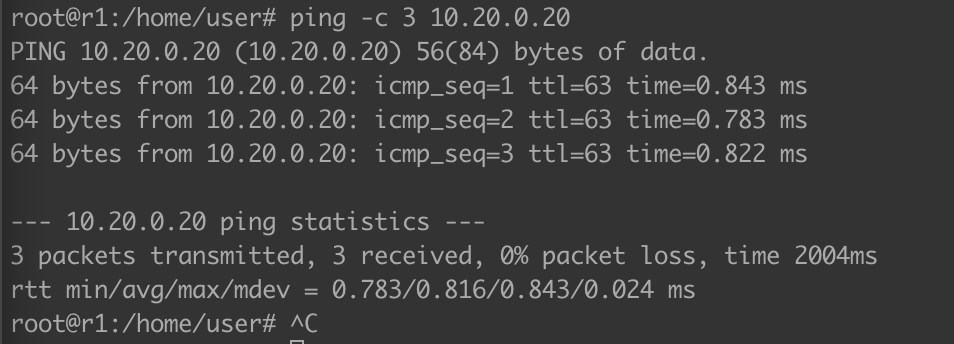 root@r1:/home/user# ping -c 3 10.20.0.20
PING 10.20.0.20 (10.20.0.20) 56(84) bytes of data.
64 bytes from 10.20.0.20: icmp_seq=1 ttl=63 time=0.843 ms
64 bytes from 10.20.0.20: icmp_seq=2 ttl=63 time=0.783 ms
64 bytes from 10.20.0.20: icmp_seq=3 ttl=63 time=0.822 ms

--- 10.20.0.20 ping statistics ---
3 packets transmitted, 3 received, 0% packet loss, time 2004ms
rtt min/avg/max/mdev = 0.783/0.816/0.843/0.024 ms
root@r1:/home/user# ^C